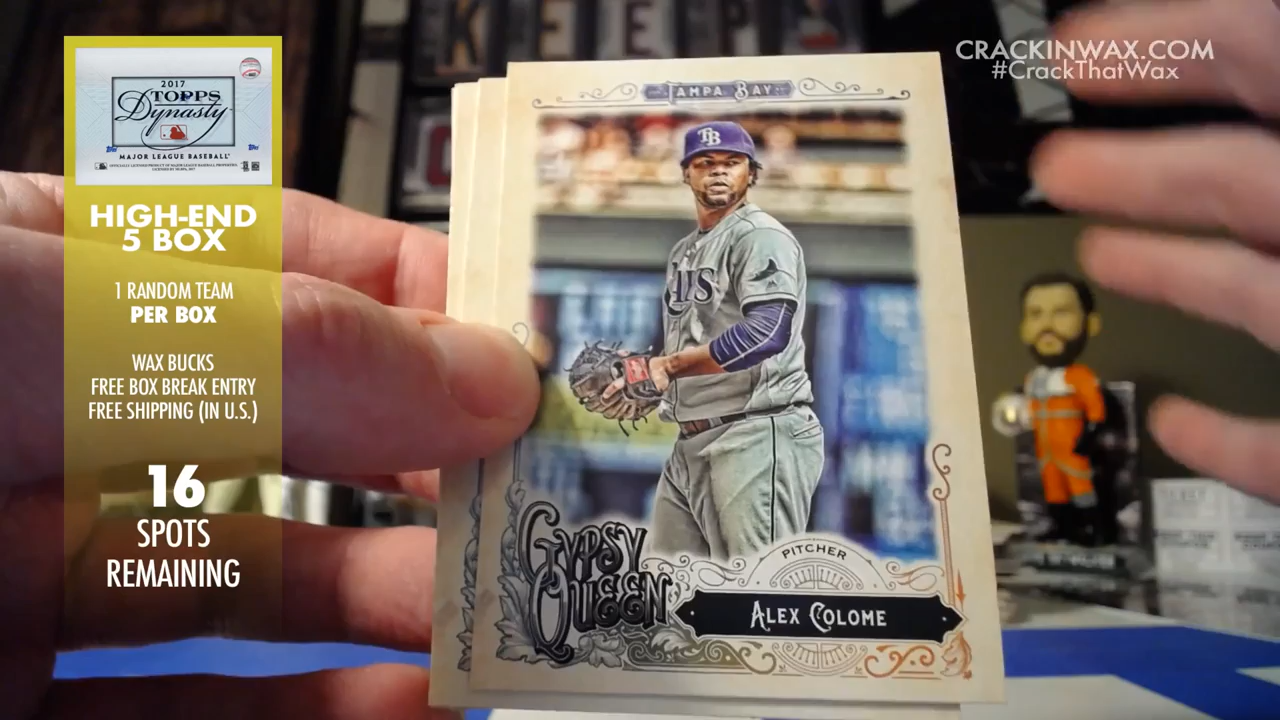 CRACKINWAX.COM
#CrackThatWax
2017
TOPPS
Dynasty
MAJOR LEAGUE BASEBALL
HIGH-END
5 BOX
1 RANDOM TEAM
PER BOX
WAX BUCKS
FREE BOX BREAK ENTRY
FREE SHIPPING (IN U.S.)
16
SPOTS
REMAINING
KEEP
TAMPA BAY
TB
GYPSY
QUEEN
PITCHER
ALEX COLOME